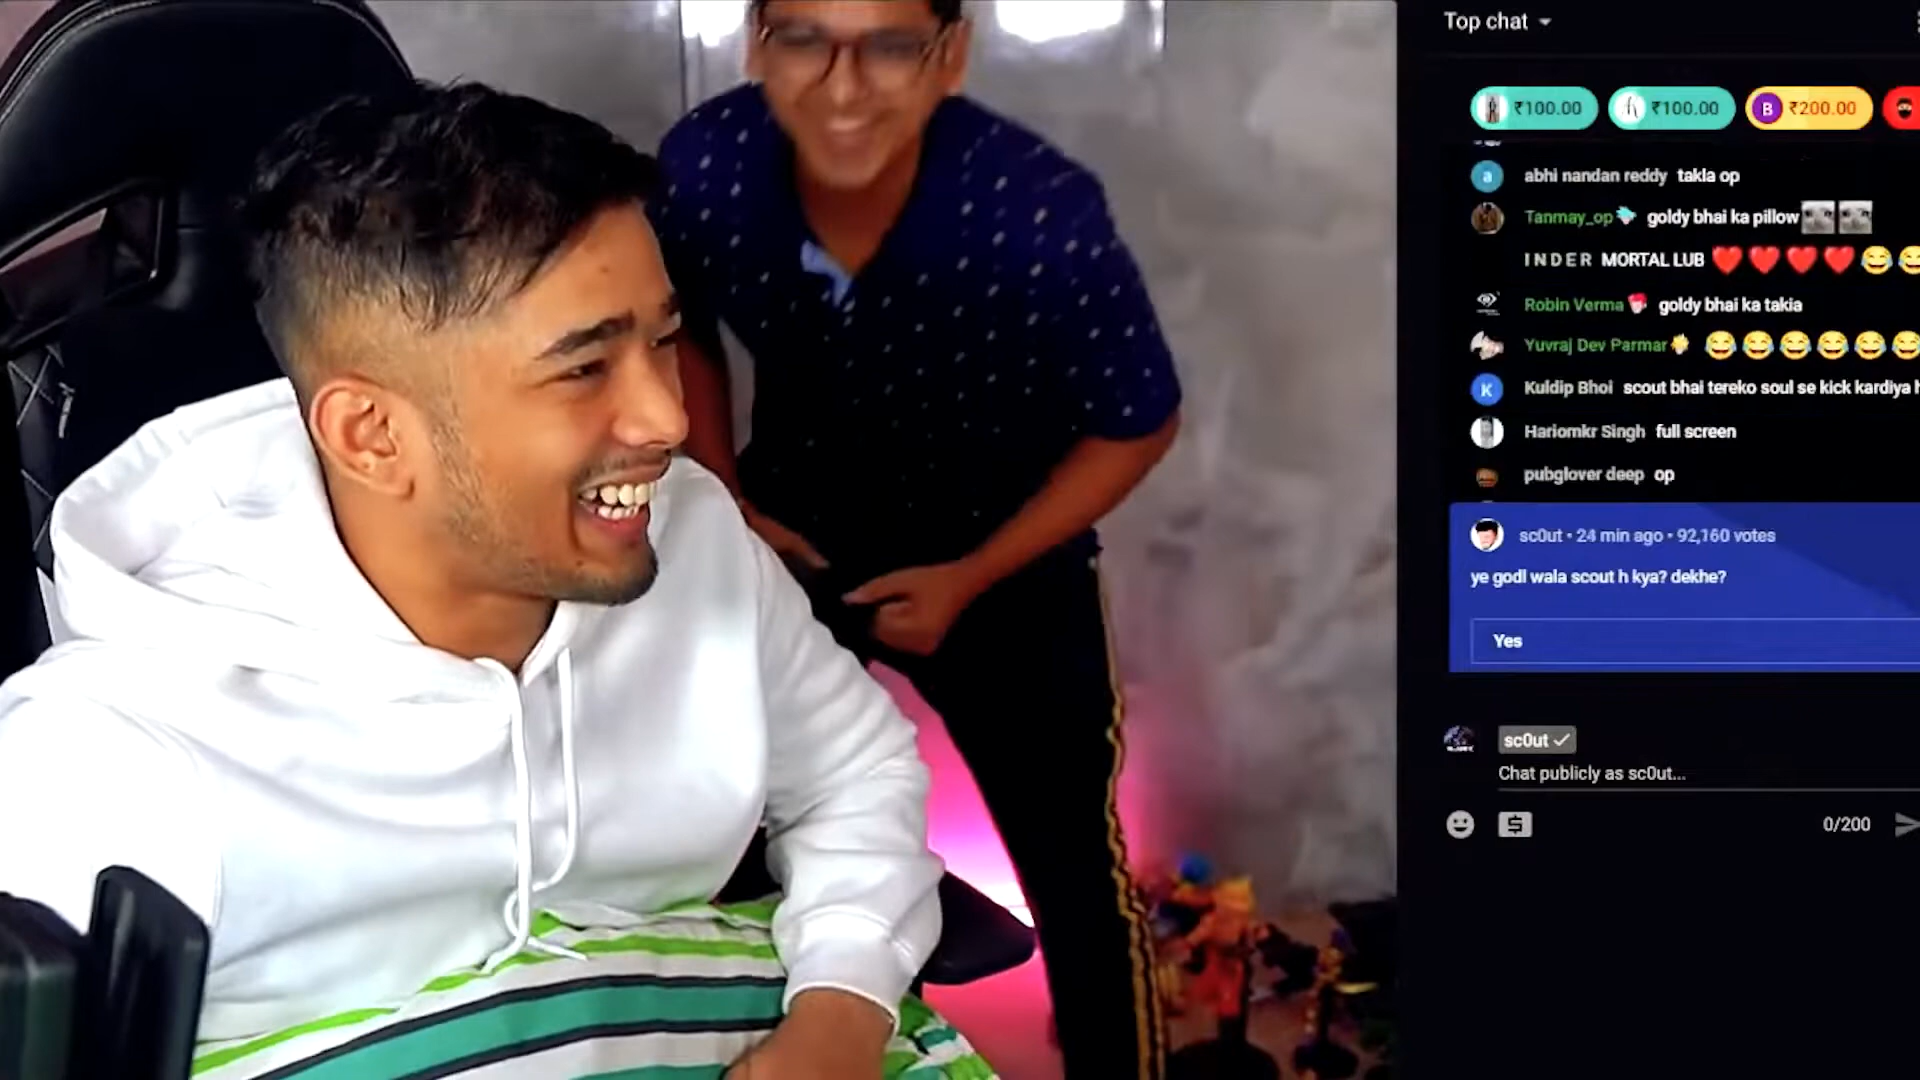 Top chat
₹100.00 ₹100.00 B ₹200.00
a abhi nandan reddy takla op
Tanmay_op goldy bhai ka pillow
I N D E R MORTAL LUB ❤️❤️❤️❤️😂😂
Robin Verma goldy bhai ka takia
Yuvraj Dev Parmar 😂😂😂😂😂😂
K Kuldip Bhoi scout bhai tereko soul se kick kardiya h
Hariomkr Singh full screen
pubglover deep op
sc0ut • 24 min ago • 92,160 votes
ye godl wala scout h kya? dekhe?
Yes
sc0ut ✓
Chat publicly as sc0ut...
0/200